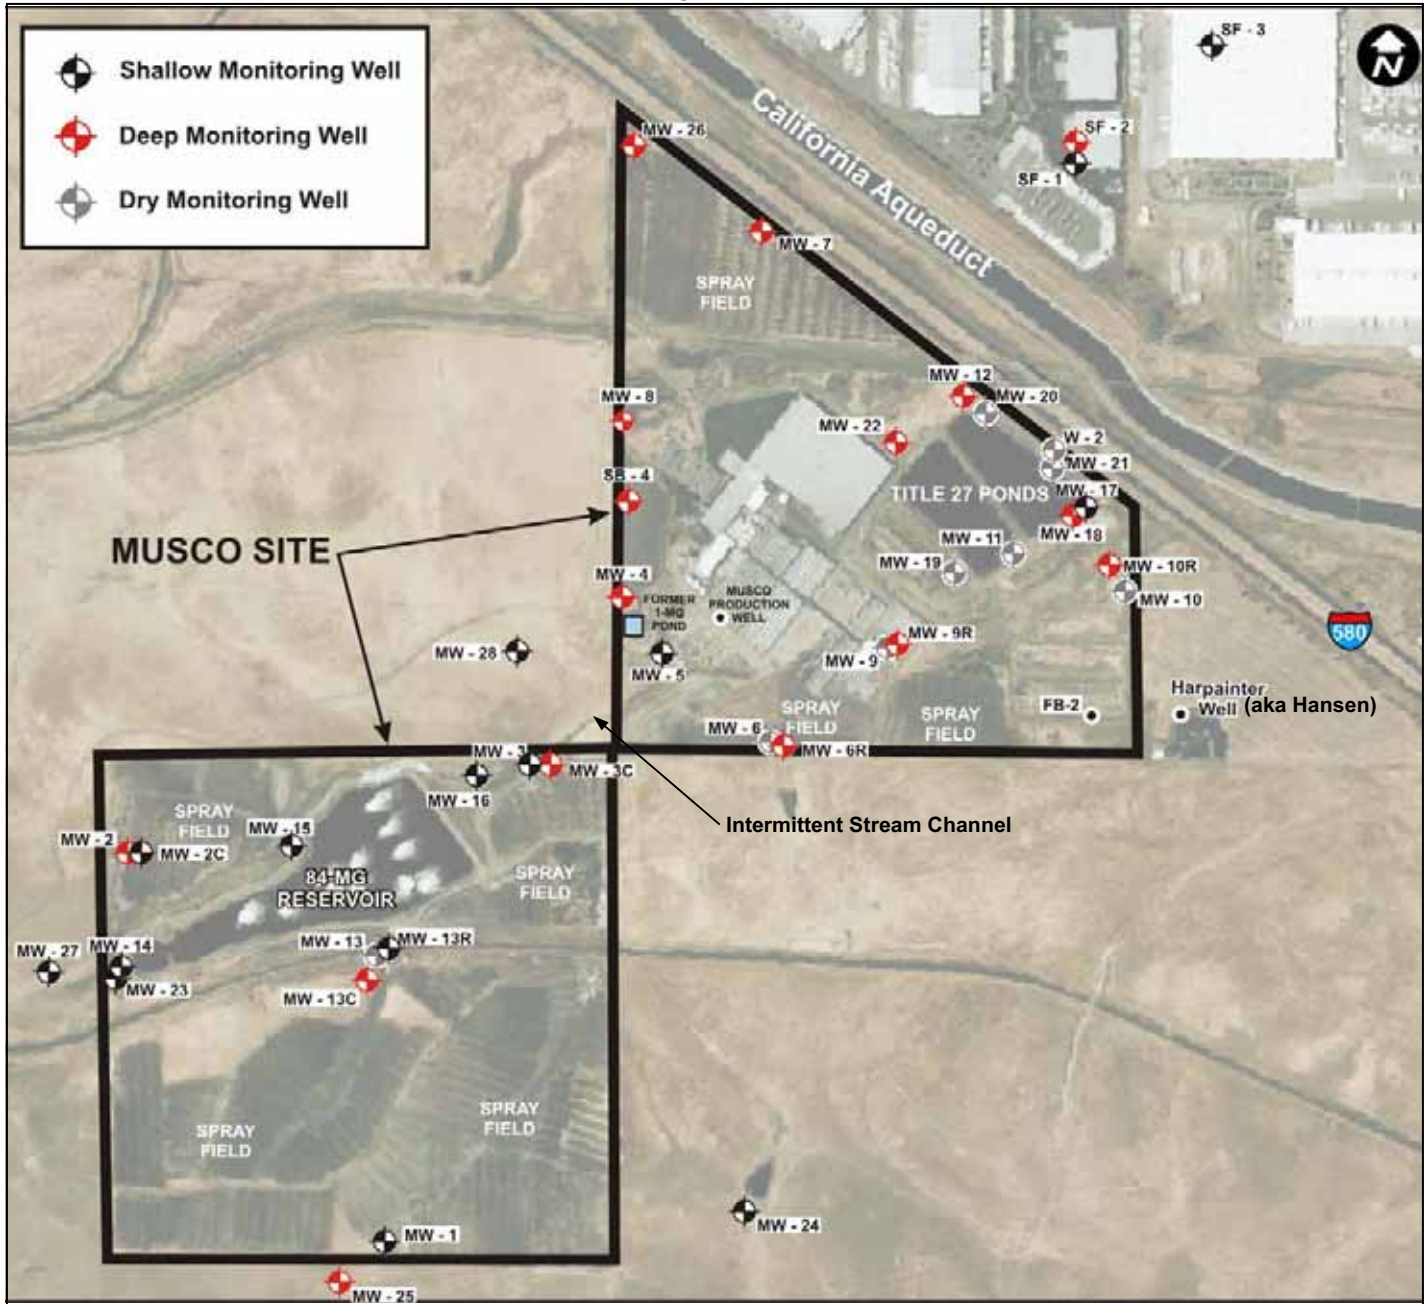 Shallow Monitoring Well
Deep Monitoring Well
Dry Monitoring Well
SF - 3
N
SF - 2
SF - 1
California Aqueduct
MW - 26
MW - 7
SPRAY
FIELD
MW - 12
MW - 20
MW - 8
MW - 22
W - 2
MW - 21
SB - 4
TITLE 27 PONDS
MW - 17
MW - 18
MUSCO SITE
MW - 11
MW - 19
MW - 10R
MW - 10
MW - 4
FORMER
1-MG
POND
MUSCO
PRODUCTION
WELL
580
MW - 28
MW - 5
MW - 9R
MW - 9
Harpainter
Well (aka Hansen)
FB-2
SPRAY
FIELD
SPRAY
FIELD
MW - 6
MW - 6R
MW - 3
MW - 3C
MW - 16
Intermittent Stream Channel
SPRAY
FIELD
MW - 2
MW - 2C
MW - 15
84-MG
RESERVOIR
SPRAY
FIELD
MW - 27
MW - 14
MW - 23
MW - 13
MW - 13R
MW - 13C
SPRAY
FIELD
SPRAY
FIELD
MW - 24
MW - 1
MW - 25